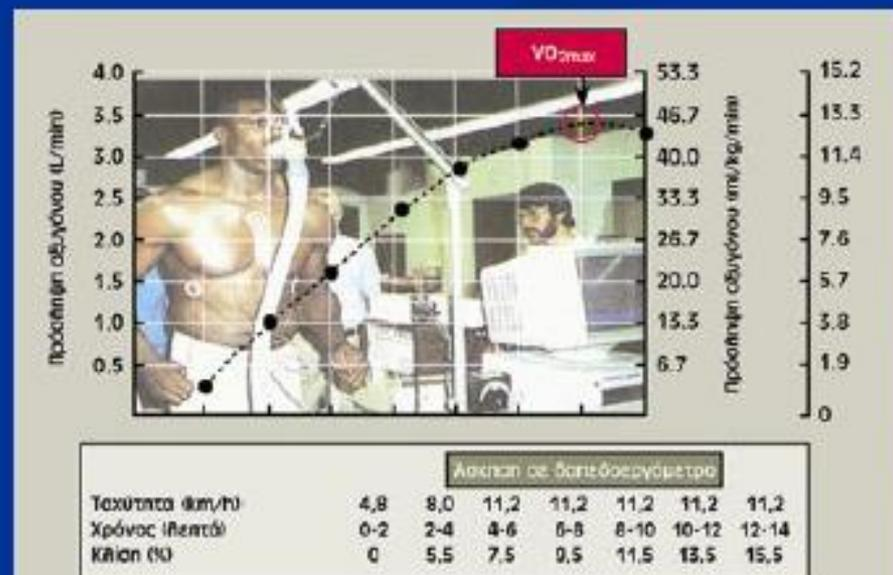 VO2max
4.0 53.3 15.2
3.5 46.7 13.3
3.0 40.0 11.4
2.5 33.3 9.5
2.0 26.7 7.6
1.5 20.0 5.7
1.0 13.3 3.8
0.5 6.7 1.9
0
Πρόσληψη οξυγόνου (L/min)
Πρόσληψη οξυγόνου (ml/kg/min)
Άσκηση σε δαπεδοεργόμετρο
Ταχύτητα (km/h) 4,8 8,0 11,2 11,2 11,2 11,2 11,2
Χρόνος (λεπτά) 0-2 2-4 4-6 6-8 8-10 10-12 12-14
Κλίση (%) 0 5,5 7,5 9,5 11,5 13,5 15,5